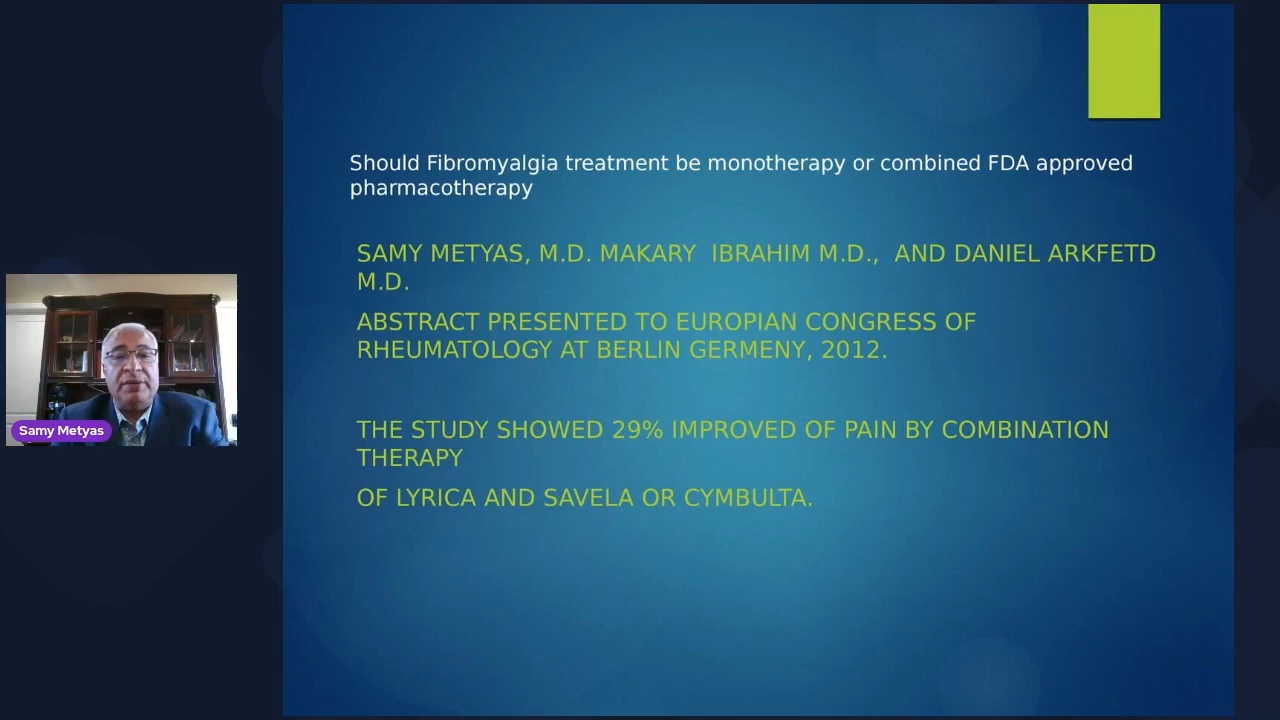 Should Fibromyalgia treatment be monotherapy or combined FDA approved
pharmacotherapy
SAMY METYAS, M.D. MAKARY  IBRAHIM M.D.,  AND DANIEL ARKFETD
M.D.
ABSTRACT PRESENTED TO EUROPIAN CONGRESS OF
RHEUMATOLOGY AT BERLIN GERMENY, 2012.
THE STUDY SHOWED 29% IMPROVED OF PAIN BY COMBINATION
THERAPY
OF LYRICA AND SAVELA OR CYMBULTA.
Samy Metyas